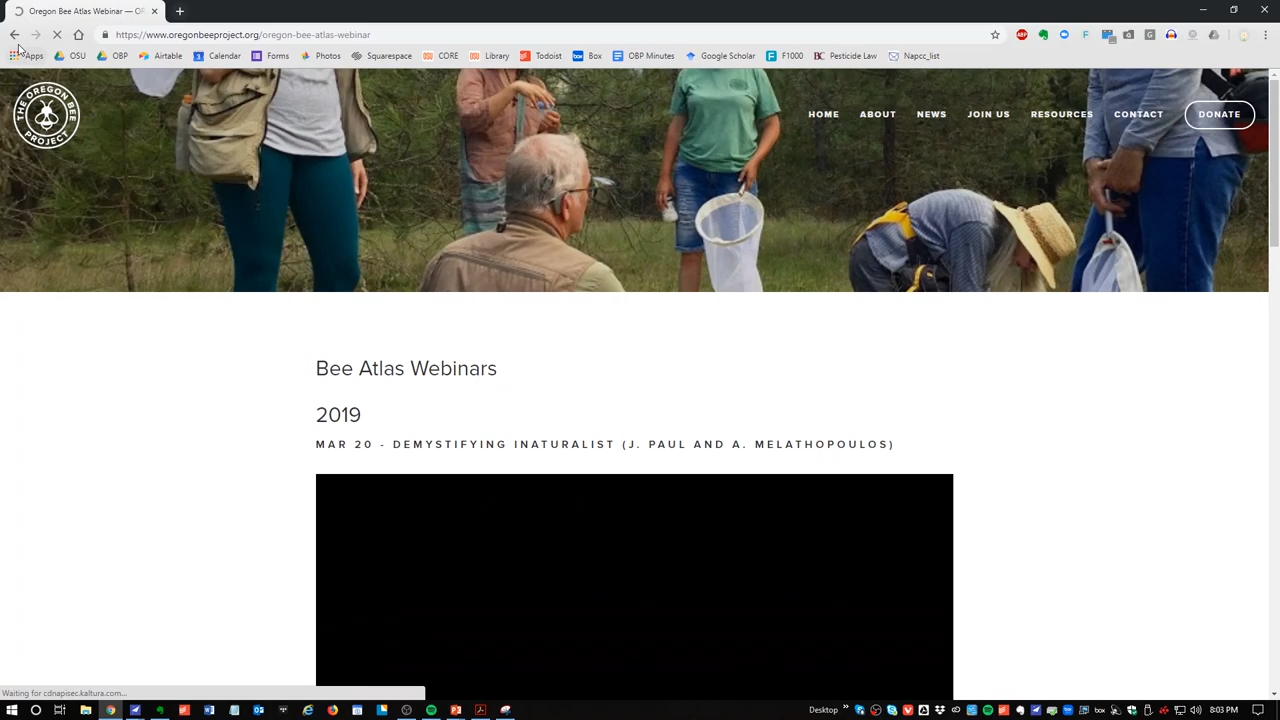 Oregon Bee Atlas Webinar — OF
https://www.oregonbeeproject.org/oregon-bee-atlas-webinar
Apps OSU OBP Airtable Calendar Forms Photos Squarespace CORE Library Todoist Box OBP Minutes Google Scholar F1000 Pesticide Law Napcc_list
THE OREGON BEE PROJECT
HOME ABOUT NEWS JOIN US RESOURCES CONTACT DONATE
Bee Atlas Webinars
2019
MAR 20 - DEMYSTIFYING INATURALIST (J. PAUL AND A. MELATHOPOULOS)
Waiting for cdnapisec.kaltura.com...
Desktop 8:03 PM